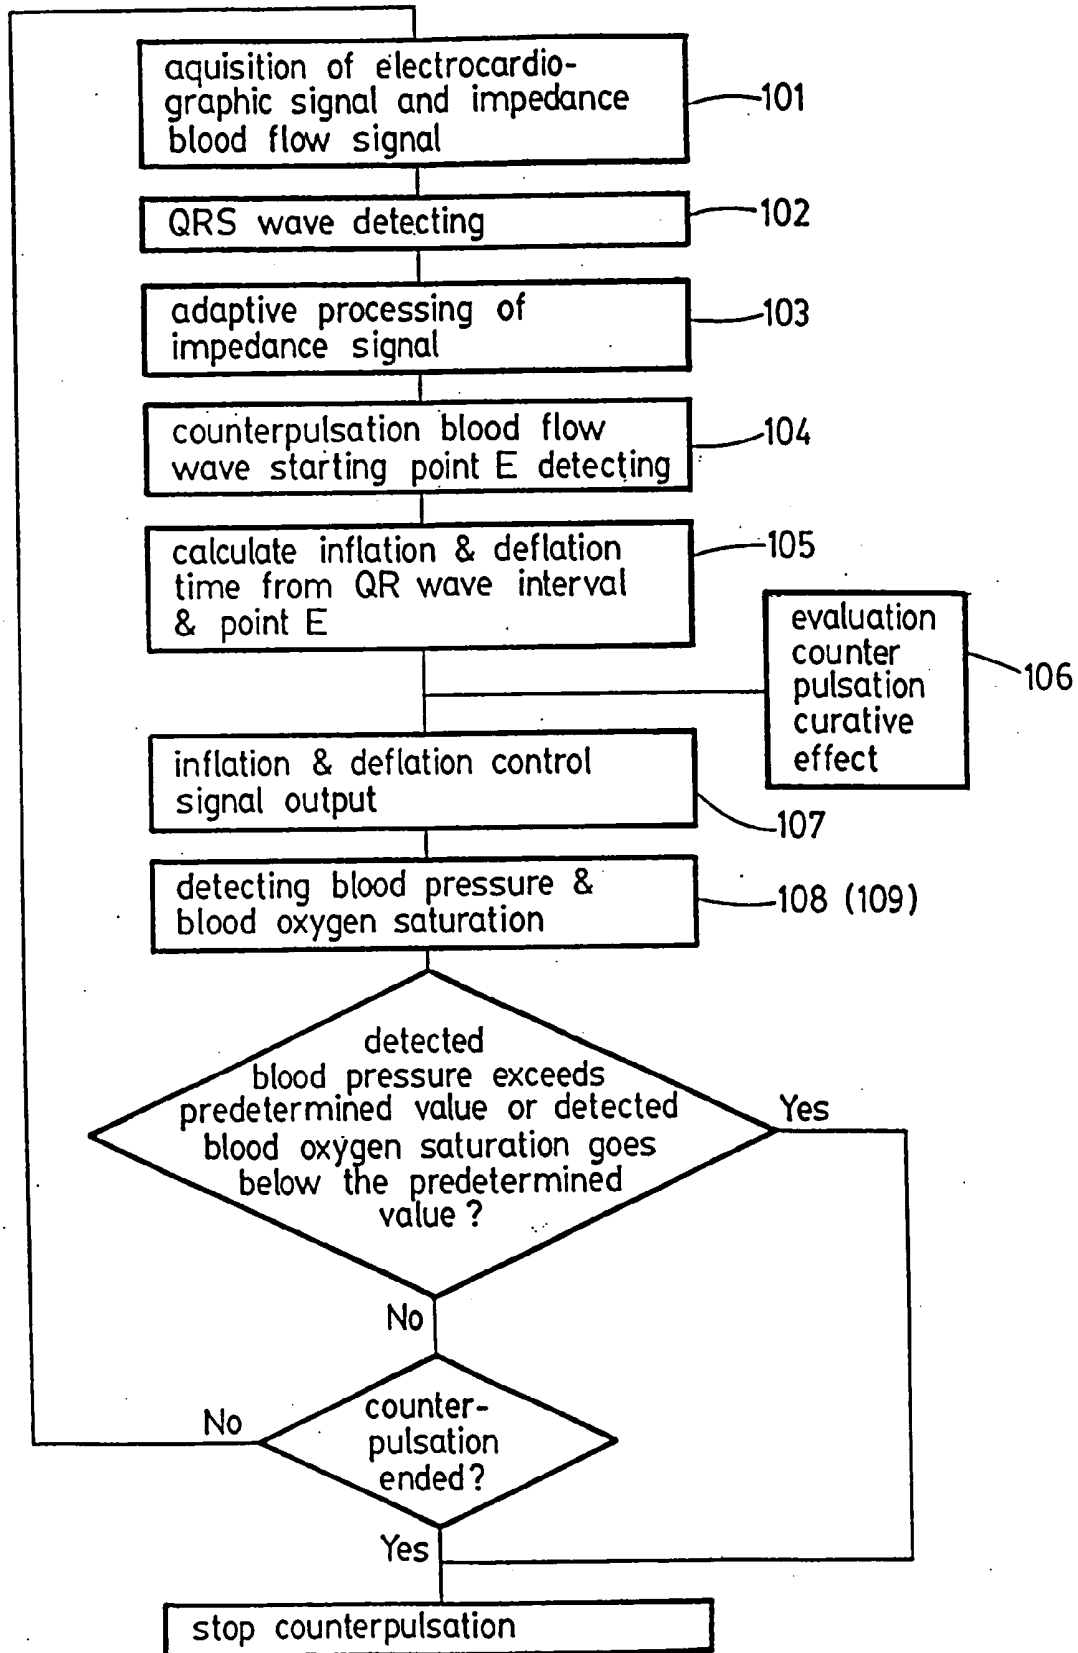 aquisition of electrocardio-
graphic signal and impedance
blood flow signal
101
QRS wave detecting
102
adaptive processing of
impedance signal
103
counterpulsation blood flow
wave starting point E detecting
104
calculate inflation & deflation
time from QR wave interval
& point E
105
evaluation
counter
pulsation
curative
effect
106
inflation & deflation control
signal output
107
detecting blood pressure &
blood oxygen saturation
108 (109)
detected
blood pressure exceeds
predetermined value or detected
blood oxygen saturation goes
below the predetermined
value?
Yes
No
counter-
pulsation
ended?
No
Yes
stop counterpulsation